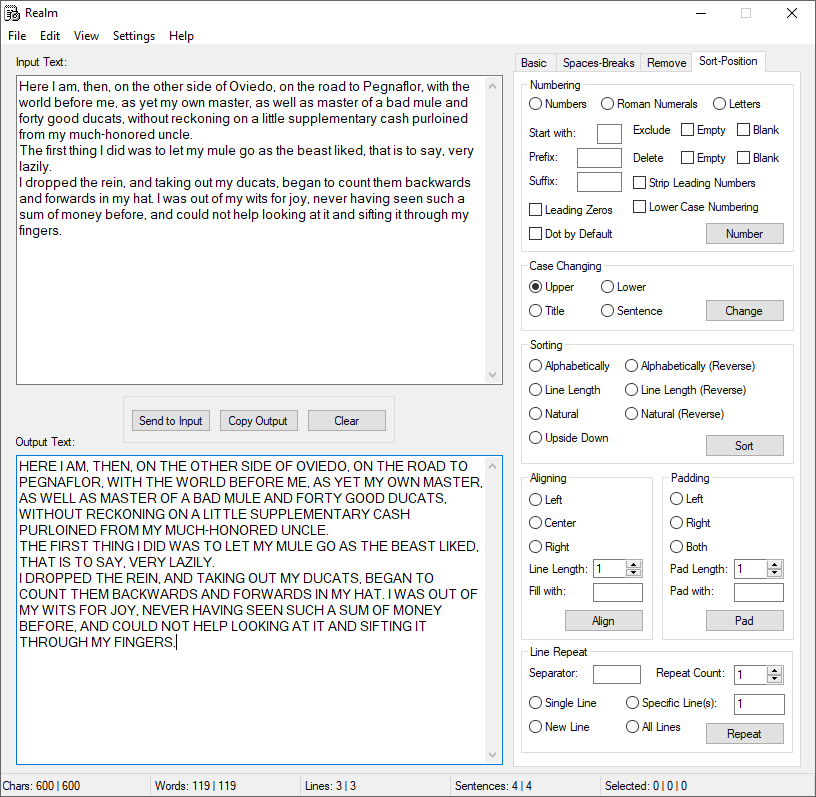 Realm
File Edit View Settings Help
Input Text:
Here I am, then, on the other side of Oviedo, on the road to Pegnaflor, with the
world before me, as yet my own master, as well as master of a bad mule and
forty good ducats, without reckoning on a little supplementary cash purloined
from my much-honored uncle.
The first thing I did was to let my mule go as the beast liked, that is to say, very
lazily.
I dropped the rein, and taking out my ducats, began to count them backwards
and forwards in my hat. I was out of my wits for joy, never having seen such a
sum of money before, and could not help looking at it and sifting it through my
fingers.
Send to Input Copy Output Clear
Output Text:
HERE I AM, THEN, ON THE OTHER SIDE OF OVIEDO, ON THE ROAD TO
PEGNAFLOR, WITH THE WORLD BEFORE ME, AS YET MY OWN MASTER,
AS WELL AS MASTER OF A BAD MULE AND FORTY GOOD DUCATS,
WITHOUT RECKONING ON A LITTLE SUPPLEMENTARY CASH
PURLOINED FROM MY MUCH-HONORED UNCLE.
THE FIRST THING I DID WAS TO LET MY MULE GO AS THE BEAST LIKED,
THAT IS TO SAY, VERY LAZILY.
I DROPPED THE REIN, AND TAKING OUT MY DUCATS, BEGAN TO
COUNT THEM BACKWARDS AND FORWARDS IN MY HAT. I WAS OUT OF
MY WITS FOR JOY, NEVER HAVING SEEN SUCH A SUM OF MONEY
BEFORE, AND COULD NOT HELP LOOKING AT IT AND SIFTING IT
THROUGH MY FINGERS.
Basic Spaces-Breaks Remove Sort-Position
Numbering
Numbers Roman Numerals Letters
Start with: Exclude Empty Blank
Prefix: Delete Empty Blank
Suffix: Strip Leading Numbers
Leading Zeros Lower Case Numbering
Dot by Default Number
Case Changing
Upper Lower
Title Sentence Change
Sorting
Alphabetically Alphabetically (Reverse)
Line Length Line Length (Reverse)
Natural Natural (Reverse)
Upside Down Sort
Aligning
Left
Center
Right
Line Length: 1
Fill with:
Align
Padding
Left
Right
Both
Pad Length: 1
Pad with:
Pad
Line Repeat
Separator: Repeat Count: 1
Single Line Specific Line(s): 1
New Line All Lines Repeat
Chars: 600 | 600 Words: 119 | 119 Lines: 3 | 3 Sentences: 4 | 4 Selected: 0 | 0 | 0